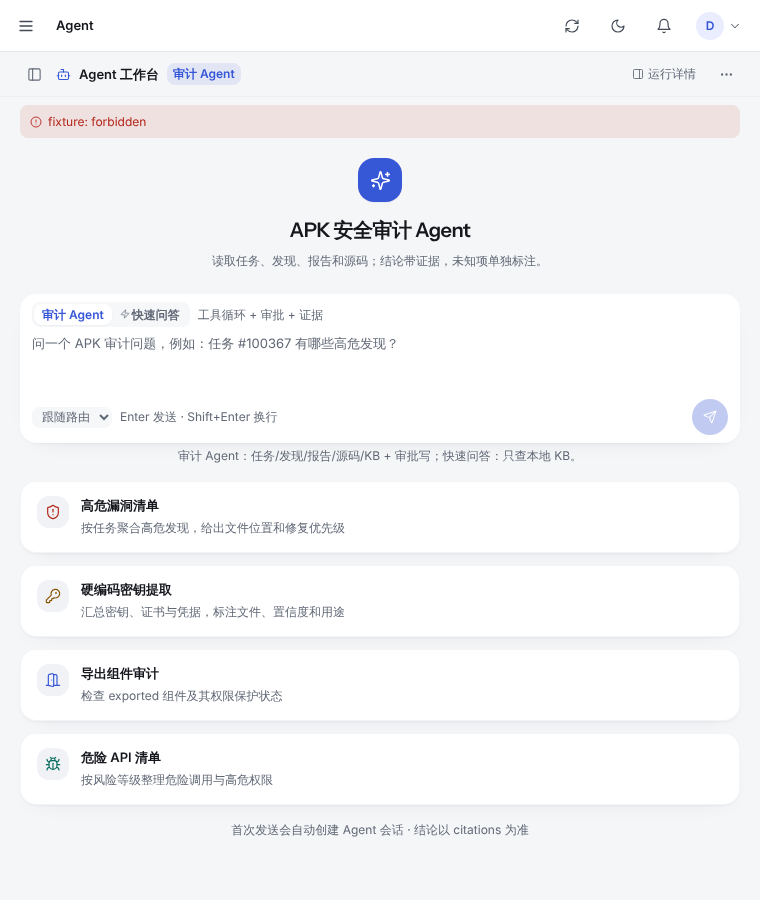 Agent
D
Agent 工作台
审计 Agent
运行详情
fixture: forbidden
APK 安全审计 Agent
读取任务、发现、报告和源码；结论带证据，未知项单独标注。
审计 Agent
快速问答
工具循环 + 审批 + 证据
问一个 APK 审计问题，例如：任务 #100367 有哪些高危发现？
跟随路由
Enter 发送 · Shift+Enter 换行
审计 Agent：任务/发现/报告/源码/KB + 审批写；快速问答：只查本地 KB。
高危漏洞清单
按任务聚合高危发现，给出文件位置和修复优先级
硬编码密钥提取
汇总密钥、证书与凭据，标注文件、置信度和用途
导出组件审计
检查 exported 组件及其权限保护状态
危险 API 清单
按风险等级整理危险调用与高危权限
首次发送会自动创建 Agent 会话 · 结论以 citations 为准